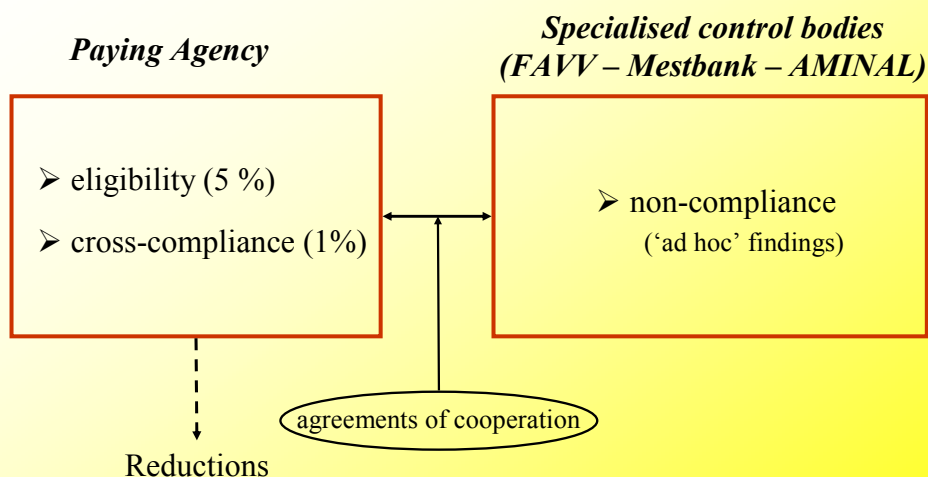 Paying Agency
Specialised control bodies
(FAVV – Mestbank – AMINAL)
➢ eligibility (5 %)
➢ cross-compliance (1%)
➢ non-compliance
(‘ad hoc’ findings)
agreements of cooperation
Reductions